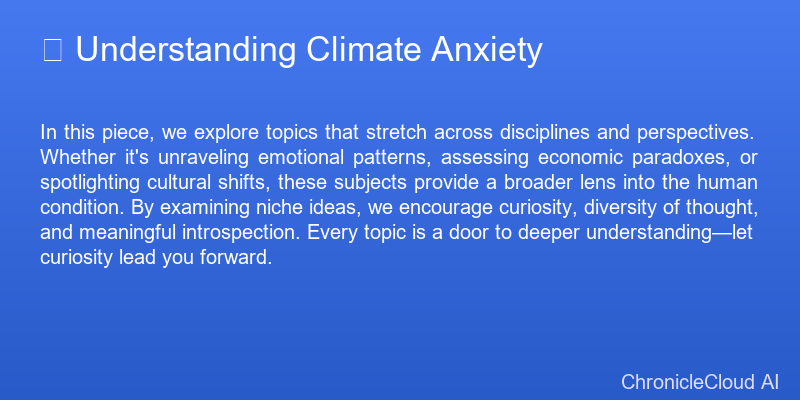 Understanding Climate Anxiety
In this piece, we explore topics that stretch across disciplines and perspectives.
Whether it's unraveling emotional patterns, assessing economic paradoxes, or
spotlighting cultural shifts, these subjects provide a broader lens into the human
condition. By examining niche ideas, we encourage curiosity, diversity of thought,
and meaningful introspection. Every topic is a door to deeper understanding—let
curiosity lead you forward.
ChronicleCloud AI